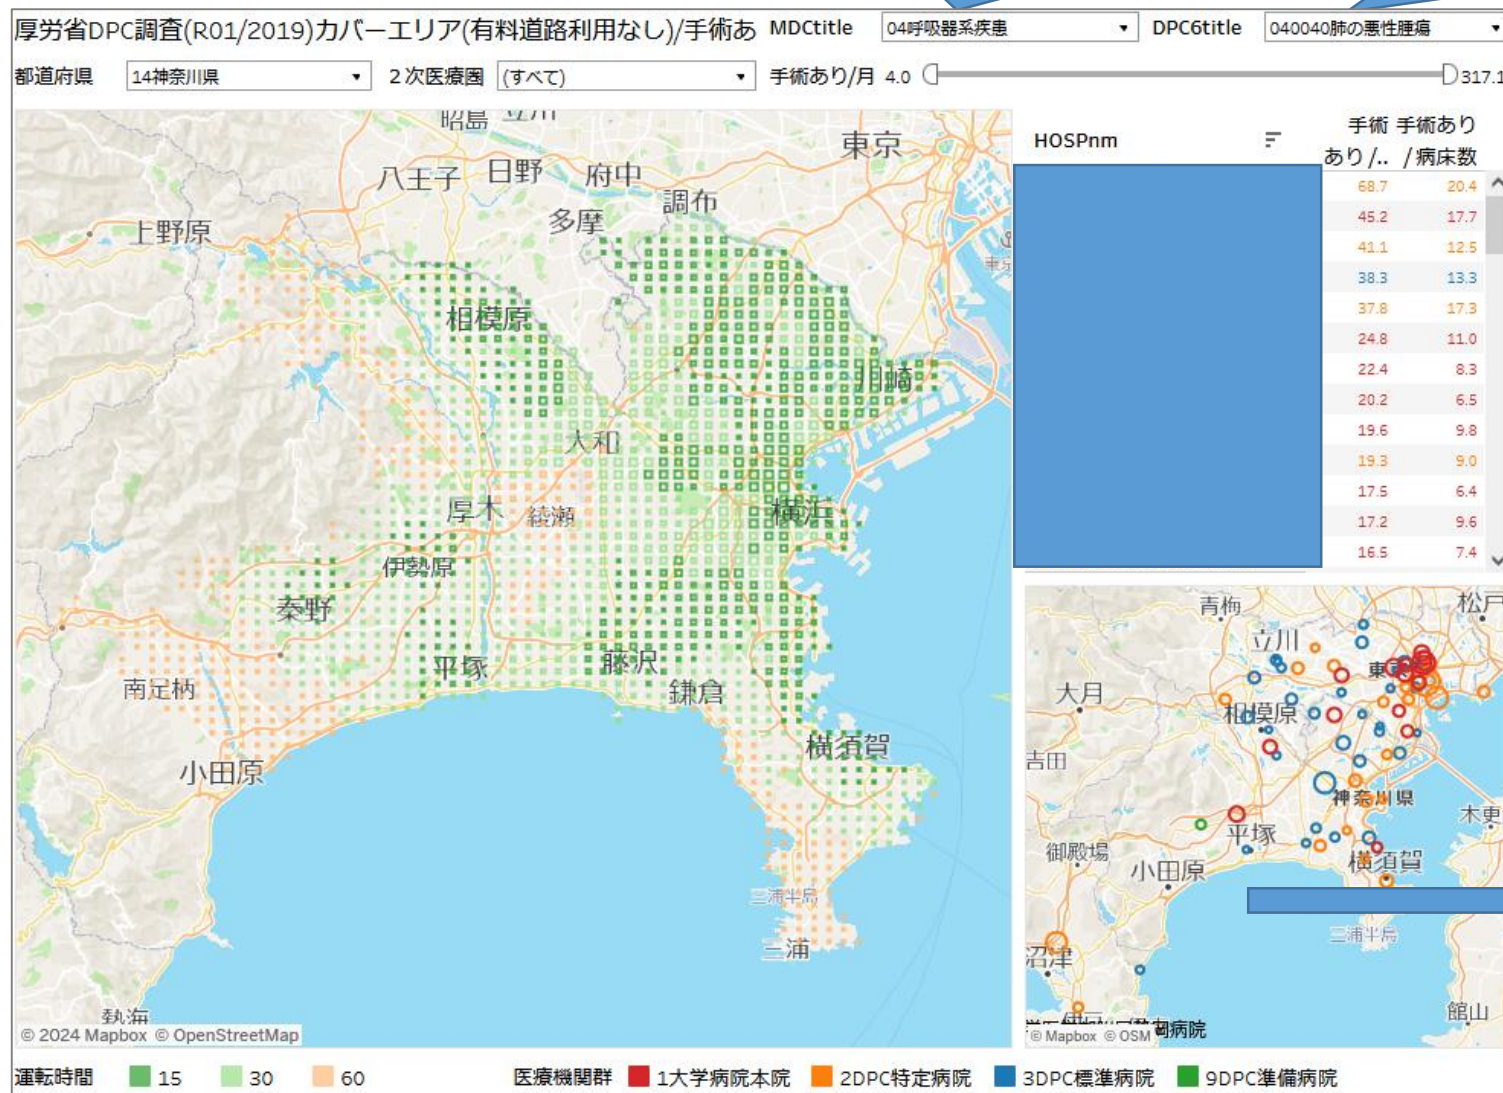 厚労省DPC調査(R01/2019)カバーエリア(有料道路利用なし)/手術あ
MDCtitle 04呼吸器系疾患 DPC6title 040040肺の悪性腫瘍
都道府県 14神奈川県 2次医療圏 (すべて) 手術あり/月 4.0 317.1
昭島
東京
八王子 日野 府中
調布
多摩
上野原
相模原
川崎
大和
厚木 綾瀬 横浜
伊勢原
秦野
平塚 藤沢
南足柄 鎌倉
横須賀
小田原
三浦半島
三浦
熱海
© 2024 Mapbox © OpenStreetMap
HOSPnm 手術あり/.. 手術あり/病床数
68.7 20.4
45.2 17.7
41.1 12.5
38.3 13.3
37.8 17.3
24.8 11.0
22.4 8.3
20.2 6.5
19.6 9.8
19.3 9.0
17.5 6.4
17.2 9.6
16.5 7.4
青梅 松戸
立川
大月
相模原
吉田
神奈川県
木更
平塚
御殿場
横須賀
小田原
三浦半島
沼津
館山
岡病院
© Mapbox © OSM
運転時間 15 30 60 医療機関群 1大学病院本院 2DPC特定病院 3DPC標準病院 9DPC準備病院